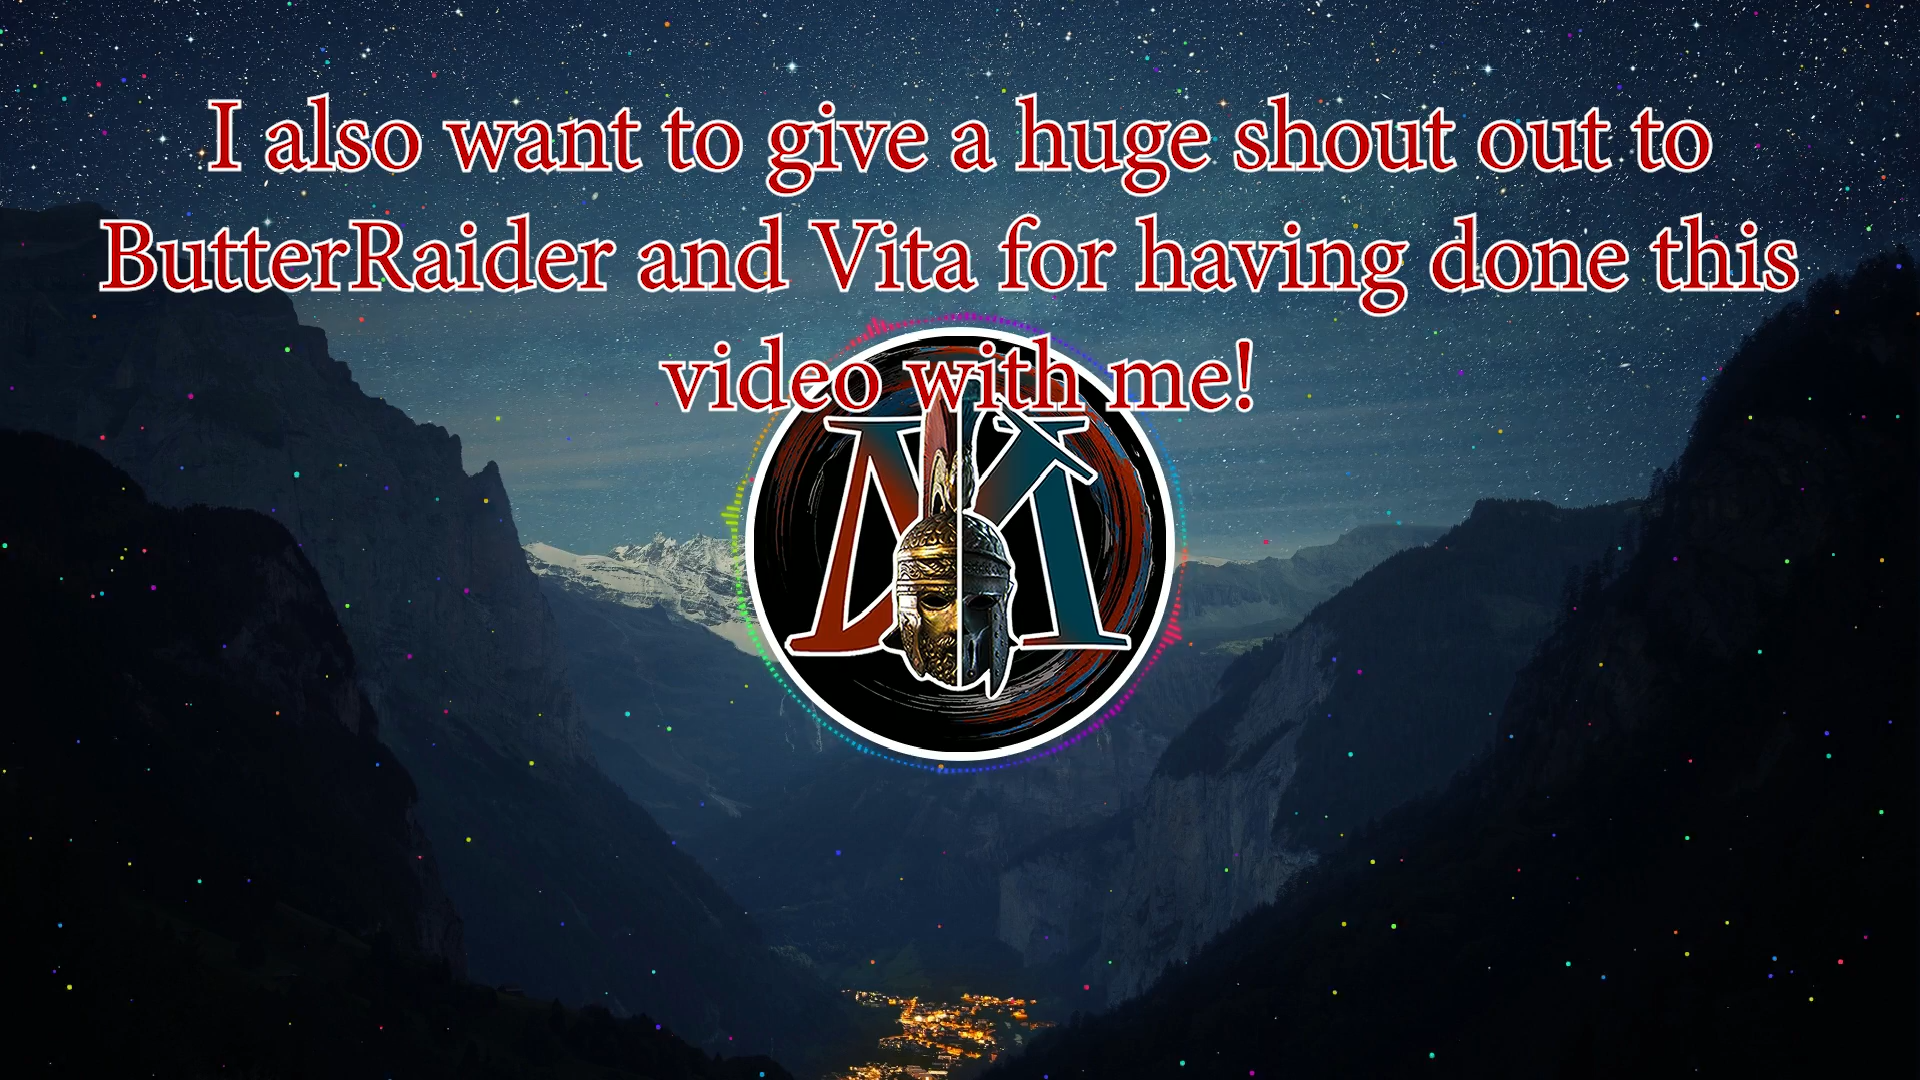 I also want to give a huge shout out to
ButterRaider and Vita for having done this
video with me!